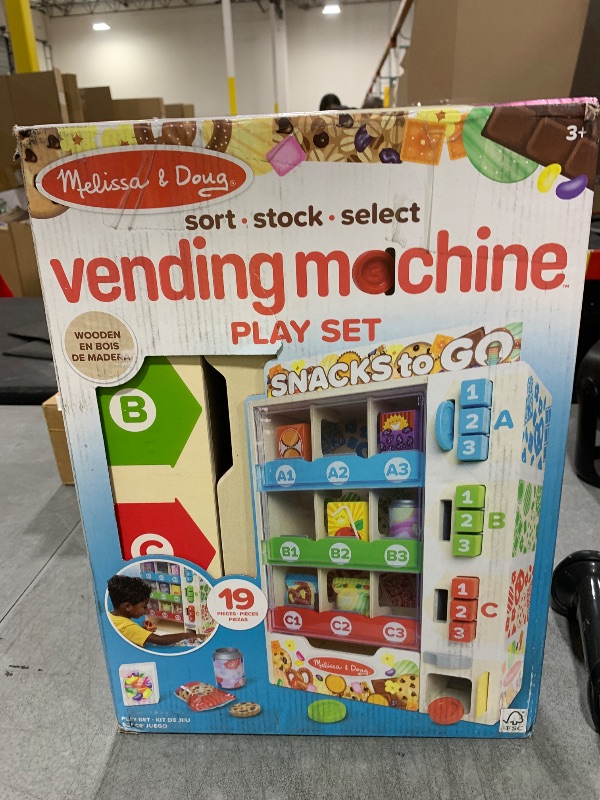 3+
Melissa & Doug
sort · stock · select
vending machine
PLAY SET
WOODEN
EN BOIS
DE MADERA
SNACKS to GO
B
C
1
2
3
A
A1 A2 A3
1
2
3
B
B1 B2 B3
1
2
3
C
C1 C2 C3
19
PIECES · PIÈCES
PIEZAS
Melissa & Doug
PLAY SET · KIT DE JEU
JUEGO
FSC